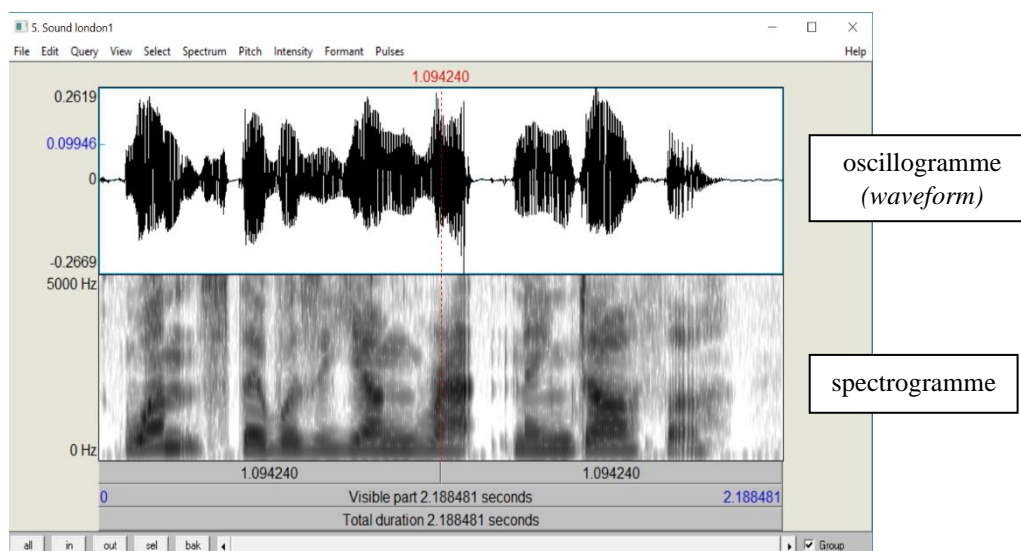 5. Sound london1
File Edit Query View Select Spectrum Pitch Intensity Formant Pulses Help
1.094240
0.2619
0.09946
0
-0.2669
5000 Hz
0 Hz
oscillogramme
(waveform)
spectrogramme
1.094240 1.094240
0 Visible part 2.188481 seconds 2.188481
Total duration 2.188481 seconds
all in out sel bak Group